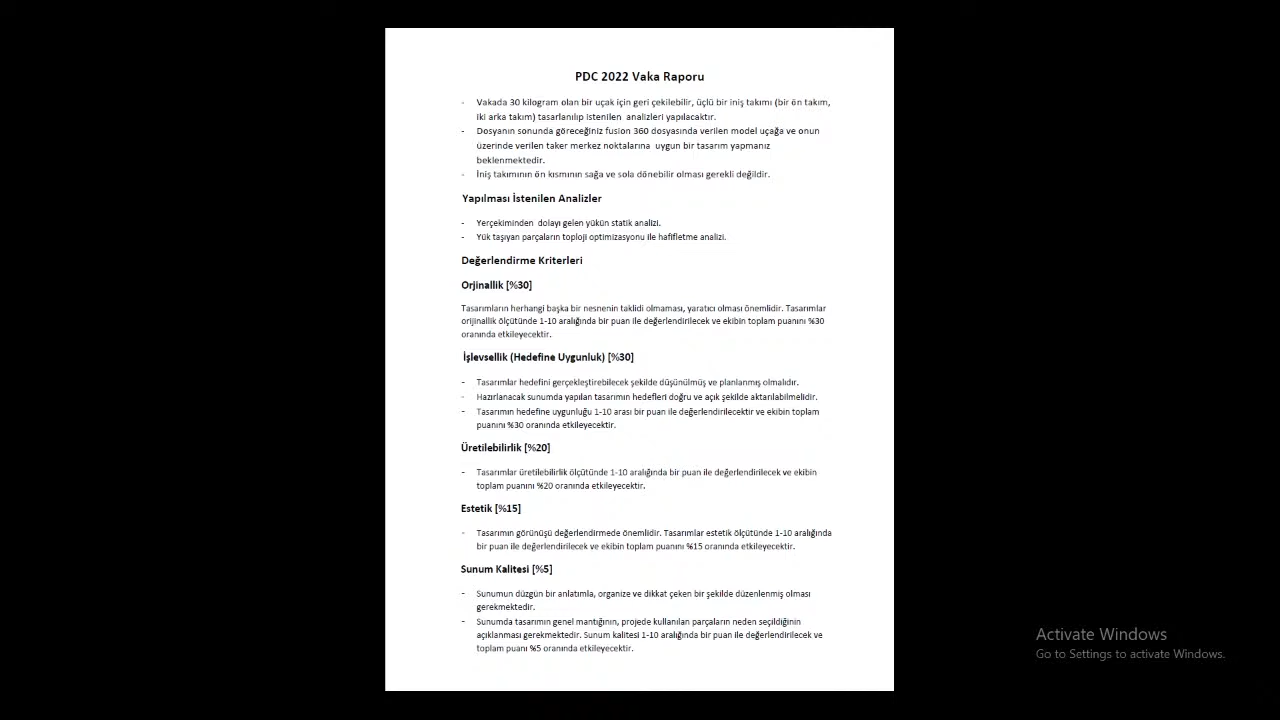 PDC 2022 Vaka Raporu
- Vakada 30 kilogram olan bir uçak için geri çekilebilir, üçlü bir iniş takımı (bir ön takım,
iki arka takım) tasarlanılıp istenilen analizleri yapılacaktır.
- Dosyanın sonunda göreceğiniz fusion 360 dosyasında verilen model uçağa ve onun
üzerinde verilen taker merkez noktalarına uygun bir tasarım yapmanız
beklenmektedir.
- İniş takımının ön kısmının sağa ve sola dönebilir olması gerekli değildir.
Yapılması İstenilen Analizler
- Yerçekiminden dolayı gelen yükün statik analizi.
- Yük taşıyan parçaların toploji optimizasyonu ile hafifletme analizi.
Değerlendirme Kriterleri
Orjinallik [%30]
Tasarımların herhangi başka bir nesnenin taklidi olmaması, yaratıcı olması önemlidir. Tasarımlar
orijinallik ölçütünde 1-10 aralığında bir puan ile değerlendirilecek ve ekibin toplam puanını %30
oranında etkileyecektir.
İşlevsellik (Hedefine Uygunluk) [%30]
- Tasarımlar hedefini gerçekleştirebilecek şekilde düşünülmüş ve planlanmış olmalıdır.
- Hazırlanacak sunumda yapılan tasarımın hedefleri doğru ve açık şekilde aktarılabilmelidir.
- Tasarımın hedefine uygunluğu 1-10 arası bir puan ile değerlendirilecektir ve ekibin toplam
puanını %30 oranında etkileyecektir.
Üretilebilirlik [%20]
- Tasarımlar üretilebilirlik ölçütünde 1-10 aralığında bir puan ile değerlendirilecek ve ekibin
toplam puanını %20 oranında etkileyecektir.
Estetik [%15]
- Tasarımın görünüşü değerlendirmede önemlidir. Tasarımlar estetik ölçütünde 1-10 aralığında
bir puan ile değerlendirilecek ve ekibin toplam puanını %15 oranında etkileyecektir.
Sunum Kalitesi [%5]
- Sunumun düzgün bir anlatımla, organize ve dikkat çeken bir şekilde düzenlenmiş olması
gerekmektedir.
- Sunumda tasarımın genel mantığının, projede kullanılan parçaların neden seçildiğinin
açıklanması gerekmektedir. Sunum kalitesi 1-10 aralığında bir puan ile değerlendirilecek ve
toplam puanı %5 oranında etkileyecektir.
Activate Windows
Go to Settings to activate Windows.